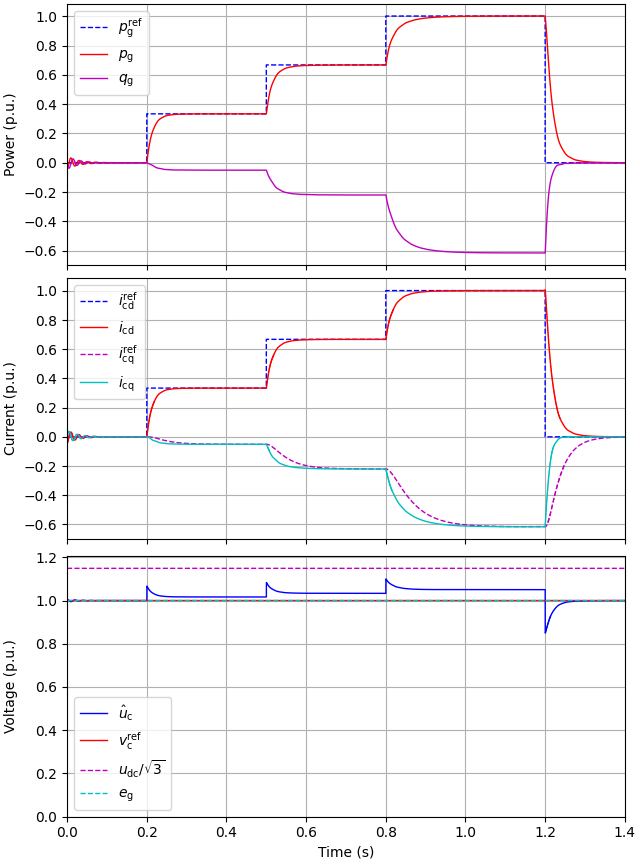 1.0
0.8
0.6
0.4
0.2
0.0
−0.2
−0.4
−0.6
Power (p.u.)
p_g^ref
p_g
q_g
1.0
0.8
0.6
0.4
0.2
0.0
−0.2
−0.4
−0.6
Current (p.u.)
i_cd^ref
i_cd
i_cq^ref
i_cq
1.2
1.0
0.8
0.6
0.4
0.2
0.0
Voltage (p.u.)
û_c
v_c^ref
u_dc/√3
e_g
0.0 0.2 0.4 0.6 0.8 1.0 1.2 1.4
Time (s)